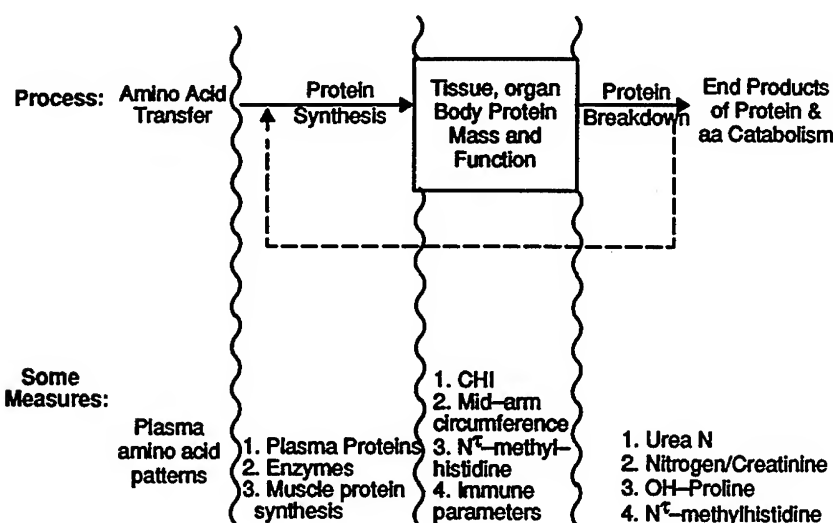 Process:
Amino Acid
Transfer
Protein
Synthesis
Tissue, organ
Body Protein
Mass and
Function
Protein
Breakdown
End Products
of Protein &
aa Catabolism
Some
Measures:
Plasma
amino acid
patterns
1. Plasma Proteins
2. Enzymes
3. Muscle protein
synthesis
1. CHI
2. Mid–arm
circumference
3. Nτ–methyl–
histidine
4. Immune
parameters
1. Urea N
2. Nitrogen/Creatinine
3. OH–Proline
4. Nτ–methylhistidine